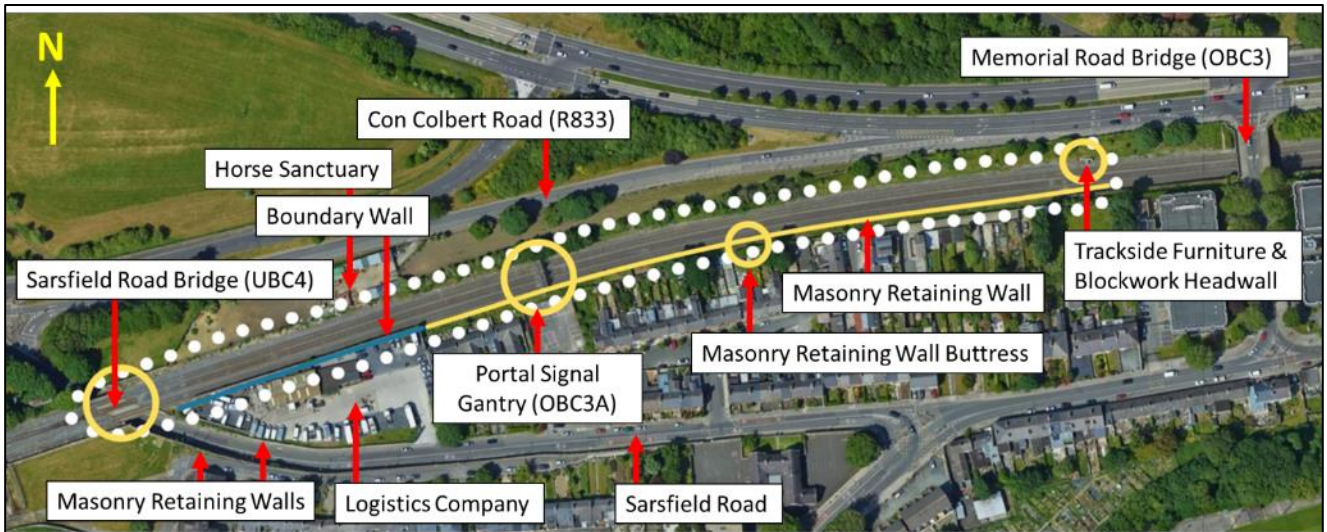 N
Memorial Road Bridge (OBC3)
Con Colbert Road (R833)
Horse Sanctuary
Boundary Wall
Sarsfield Road Bridge (UBC4)
Trackside Furniture &
Blockwork Headwall
Masonry Retaining Wall
Masonry Retaining Wall Buttress
Portal Signal
Gantry (OBC3A)
Masonry Retaining Walls
Logistics Company
Sarsfield Road